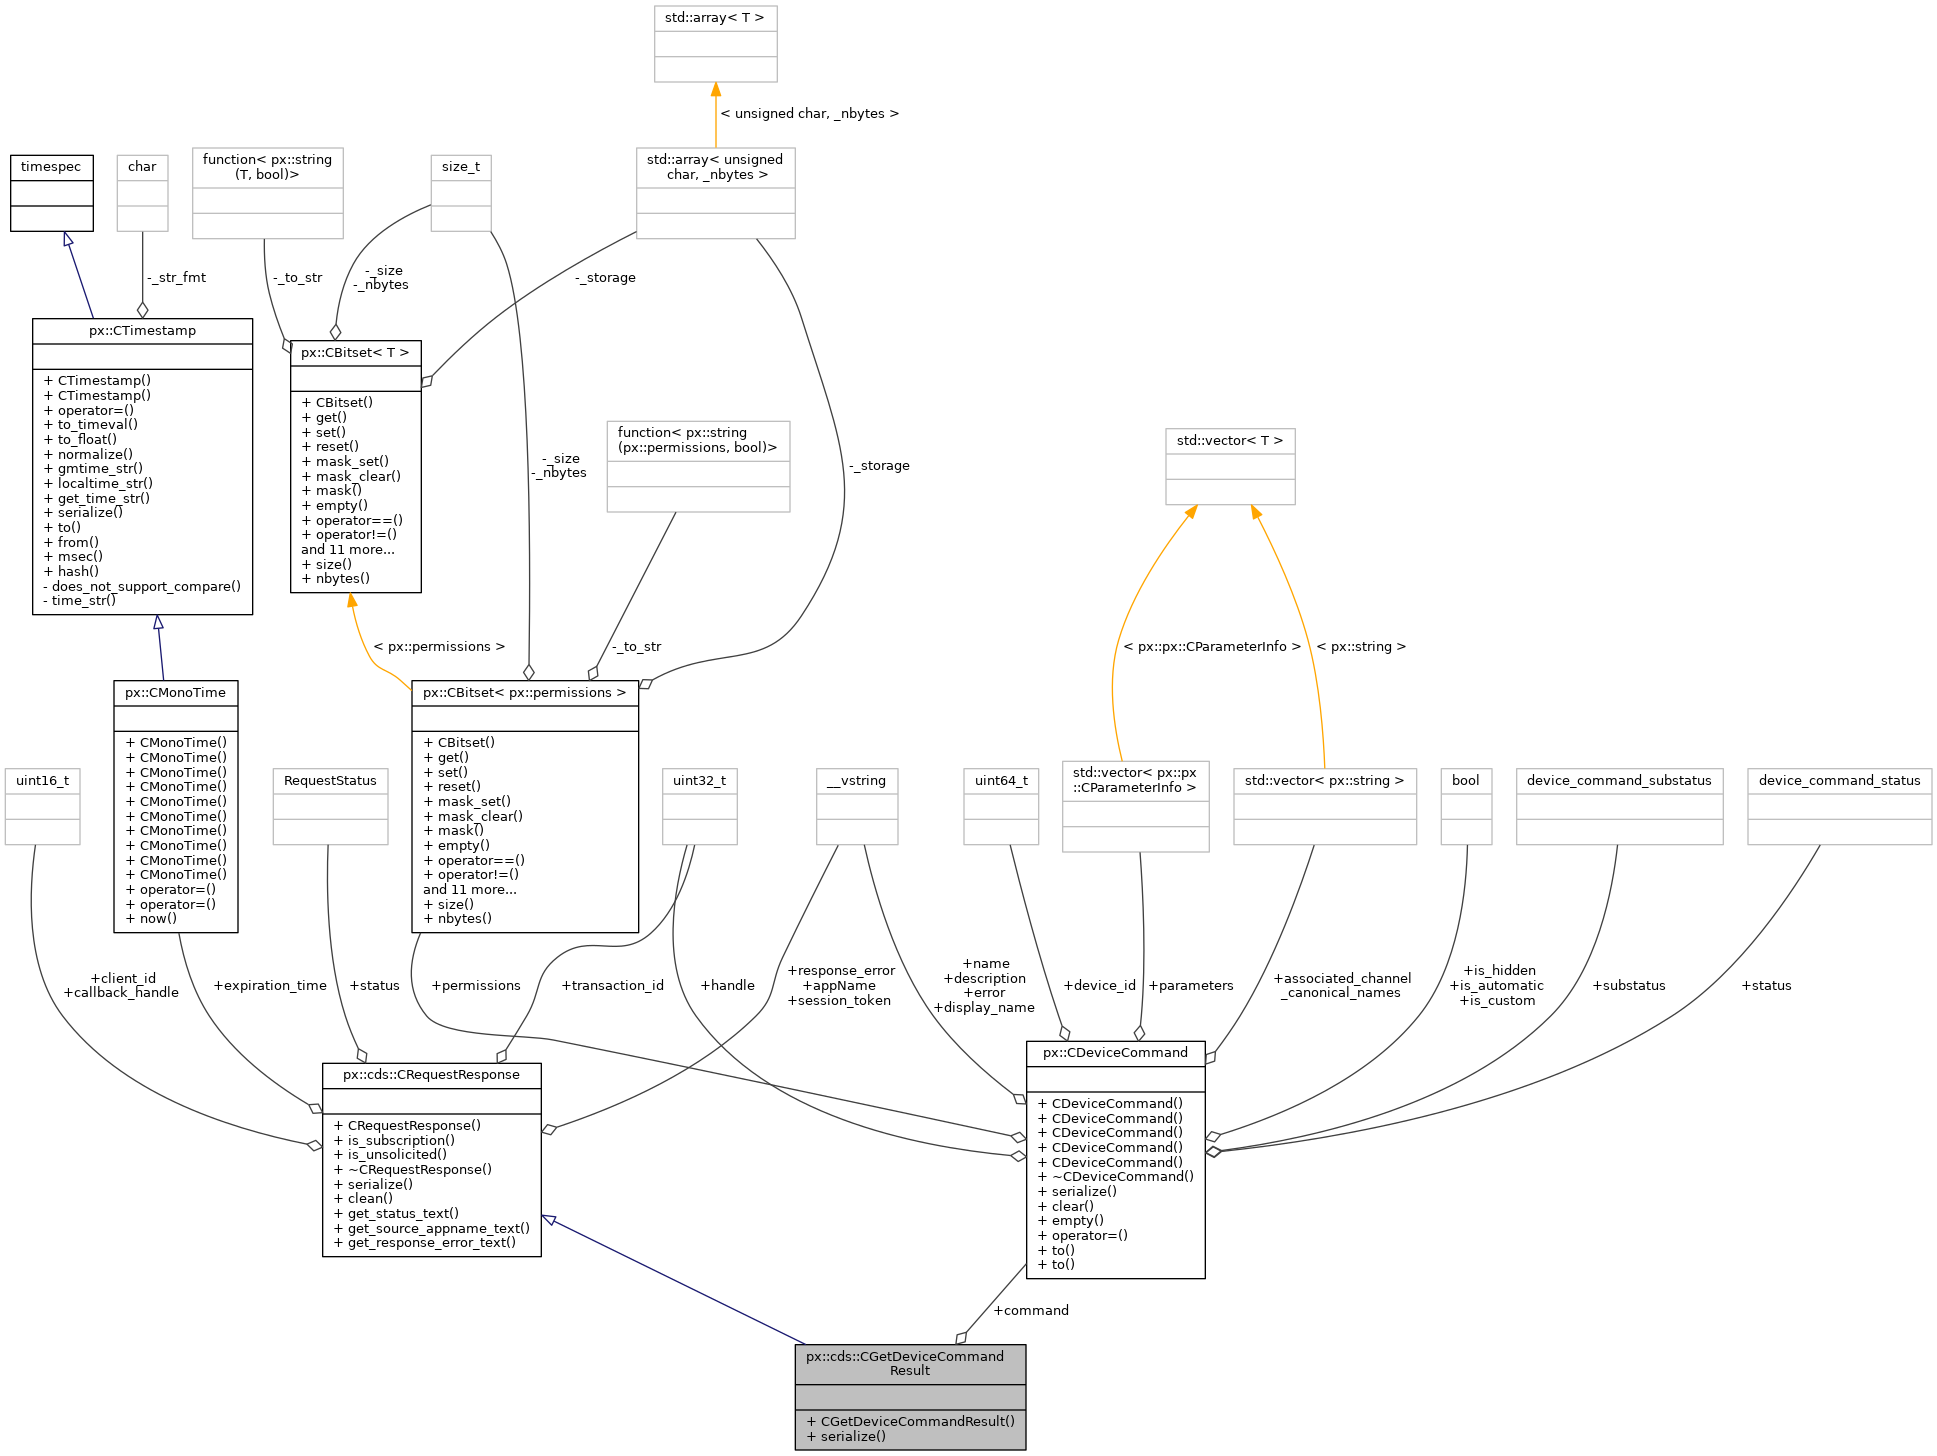 std::array< T >
< unsigned char, _nbytes >
timespec
char
function< px::string
(T, bool)>
size_t
std::array< unsigned
char, _nbytes >
-_str_fmt
-_to_str
-_size
-_nbytes
-_storage
px::CTimestamp
+ CTimestamp()
+ CTimestamp()
+ operator=()
+ to_timeval()
+ to_float()
+ normalize()
+ gmtime_str()
+ localtime_str()
+ get_time_str()
+ serialize()
+ to()
+ from()
+ msec()
+ hash()
- does_not_support_compare()
- time_str()
px::CBitset< T >
+ CBitset()
+ get()
+ set()
+ reset()
+ mask_set()
+ mask_clear()
+ mask()
+ empty()
+ operator==()
+ operator!=()
and 11 more...
+ size()
+ nbytes()
-_size
-_nbytes
function< px::string
(px::permissions, bool)>
-_storage
std::vector< T >
< px::permissions >
-_to_str
< px::px::CParameterInfo >
< px::string >
px::CMonoTime
+ CMonoTime()
+ CMonoTime()
+ CMonoTime()
+ CMonoTime()
+ CMonoTime()
+ CMonoTime()
+ CMonoTime()
+ CMonoTime()
+ CMonoTime()
+ CMonoTime()
+ operator=()
+ operator=()
+ now()
px::CBitset< px::permissions >
+ CBitset()
+ get()
+ set()
+ reset()
+ mask_set()
+ mask_clear()
+ mask()
+ empty()
+ operator==()
+ operator!=()
and 11 more...
+ size()
+ nbytes()
uint16_t
RequestStatus
uint32_t
__vstring
uint64_t
std::vector< px::px
::CParameterInfo >
std::vector< px::string >
bool
device_command_substatus
device_command_status
+client_id
+callback_handle
+expiration_time
+status
+permissions
+transaction_id
+handle
+response_error
+appName
+session_token
+name
+description
+error
+display_name
+device_id
+parameters
+associated_channel
_canonical_names
+is_hidden
+is_automatic
+is_custom
+substatus
+status
px::cds::CRequestResponse
+ CRequestResponse()
+ is_subscription()
+ is_unsolicited()
+ ~CRequestResponse()
+ serialize()
+ clean()
+ get_status_text()
+ get_source_appname_text()
+ get_response_error_text()
px::CDeviceCommand
+ CDeviceCommand()
+ CDeviceCommand()
+ CDeviceCommand()
+ CDeviceCommand()
+ CDeviceCommand()
+ ~CDeviceCommand()
+ serialize()
+ clear()
+ empty()
+ operator=()
+ to()
+ to()
+command
px::cds::CGetDeviceCommand
Result
+ CGetDeviceCommandResult()
+ serialize()